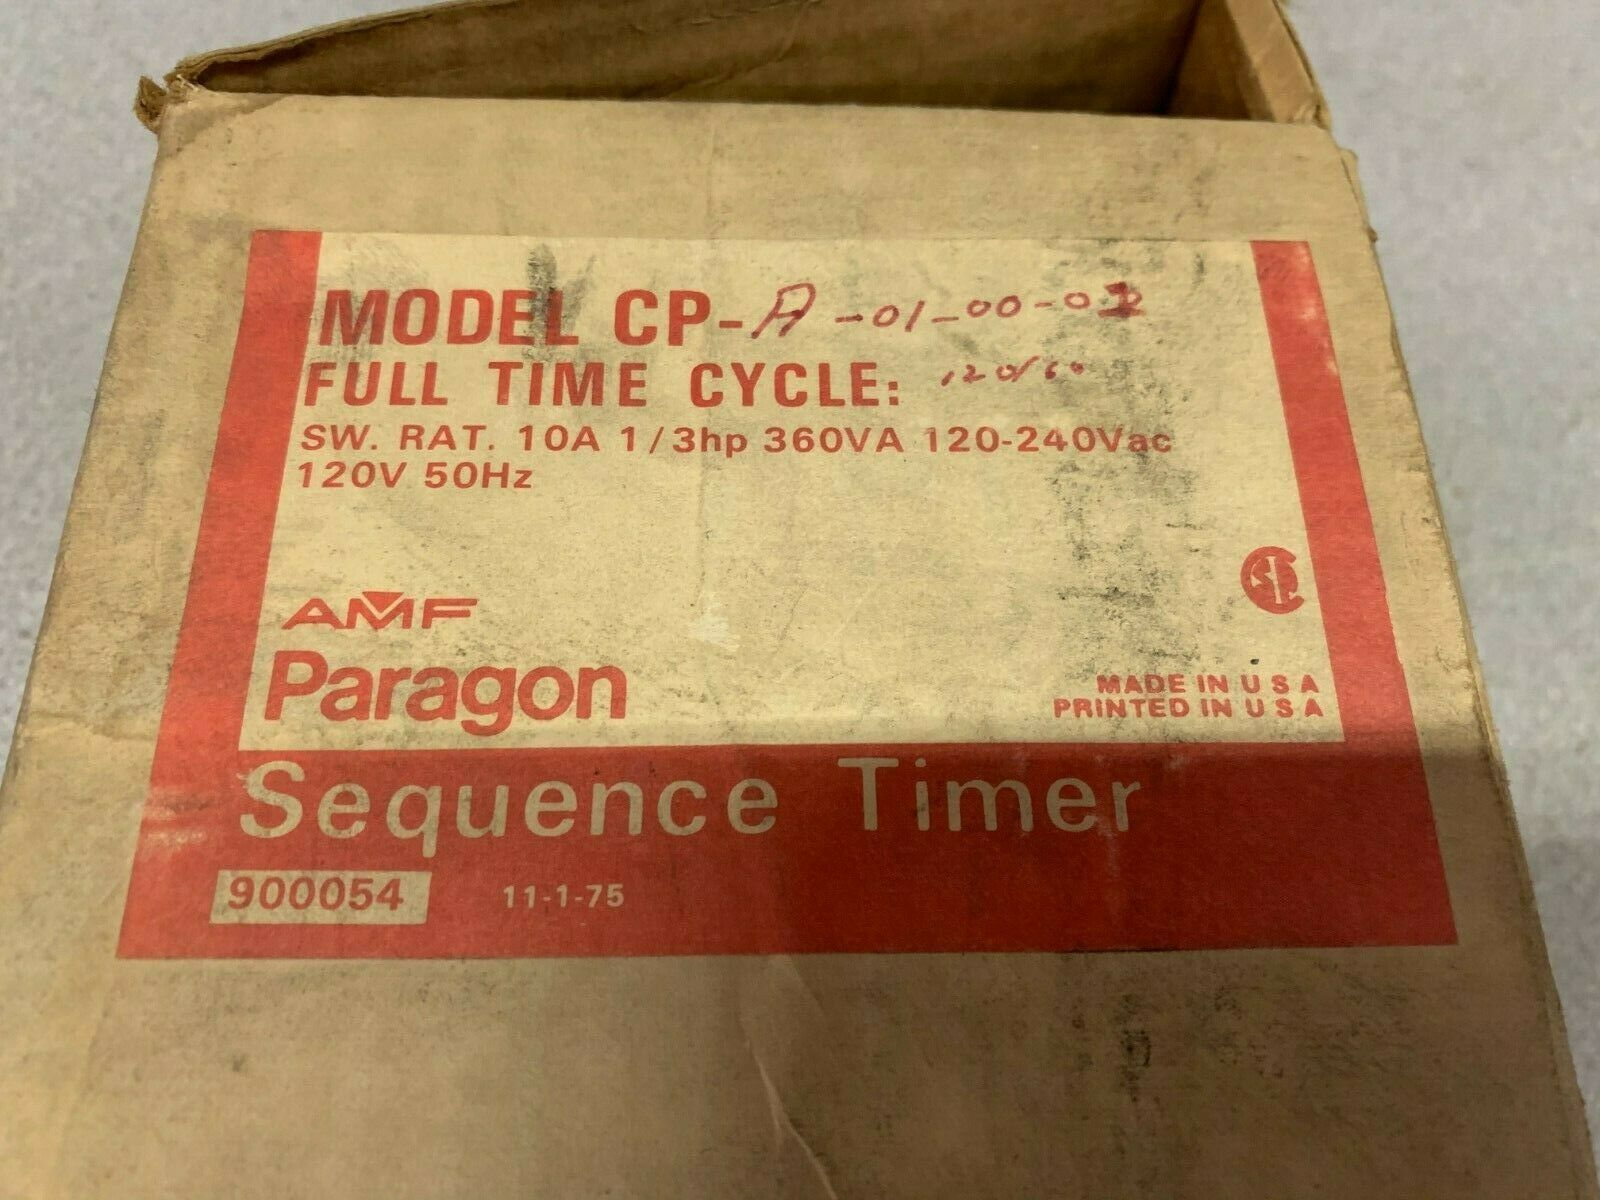 MODEL CP-A-01-00-0
FULL TIME CYCLE: 120/60
SW. RAT. 10A 1/3hp 360VA 120-240Vac
120V 50Hz
AMF
Paragon
MADE IN U S A
PRINTED IN U S A
Sequence Timer
900054 11-1-75